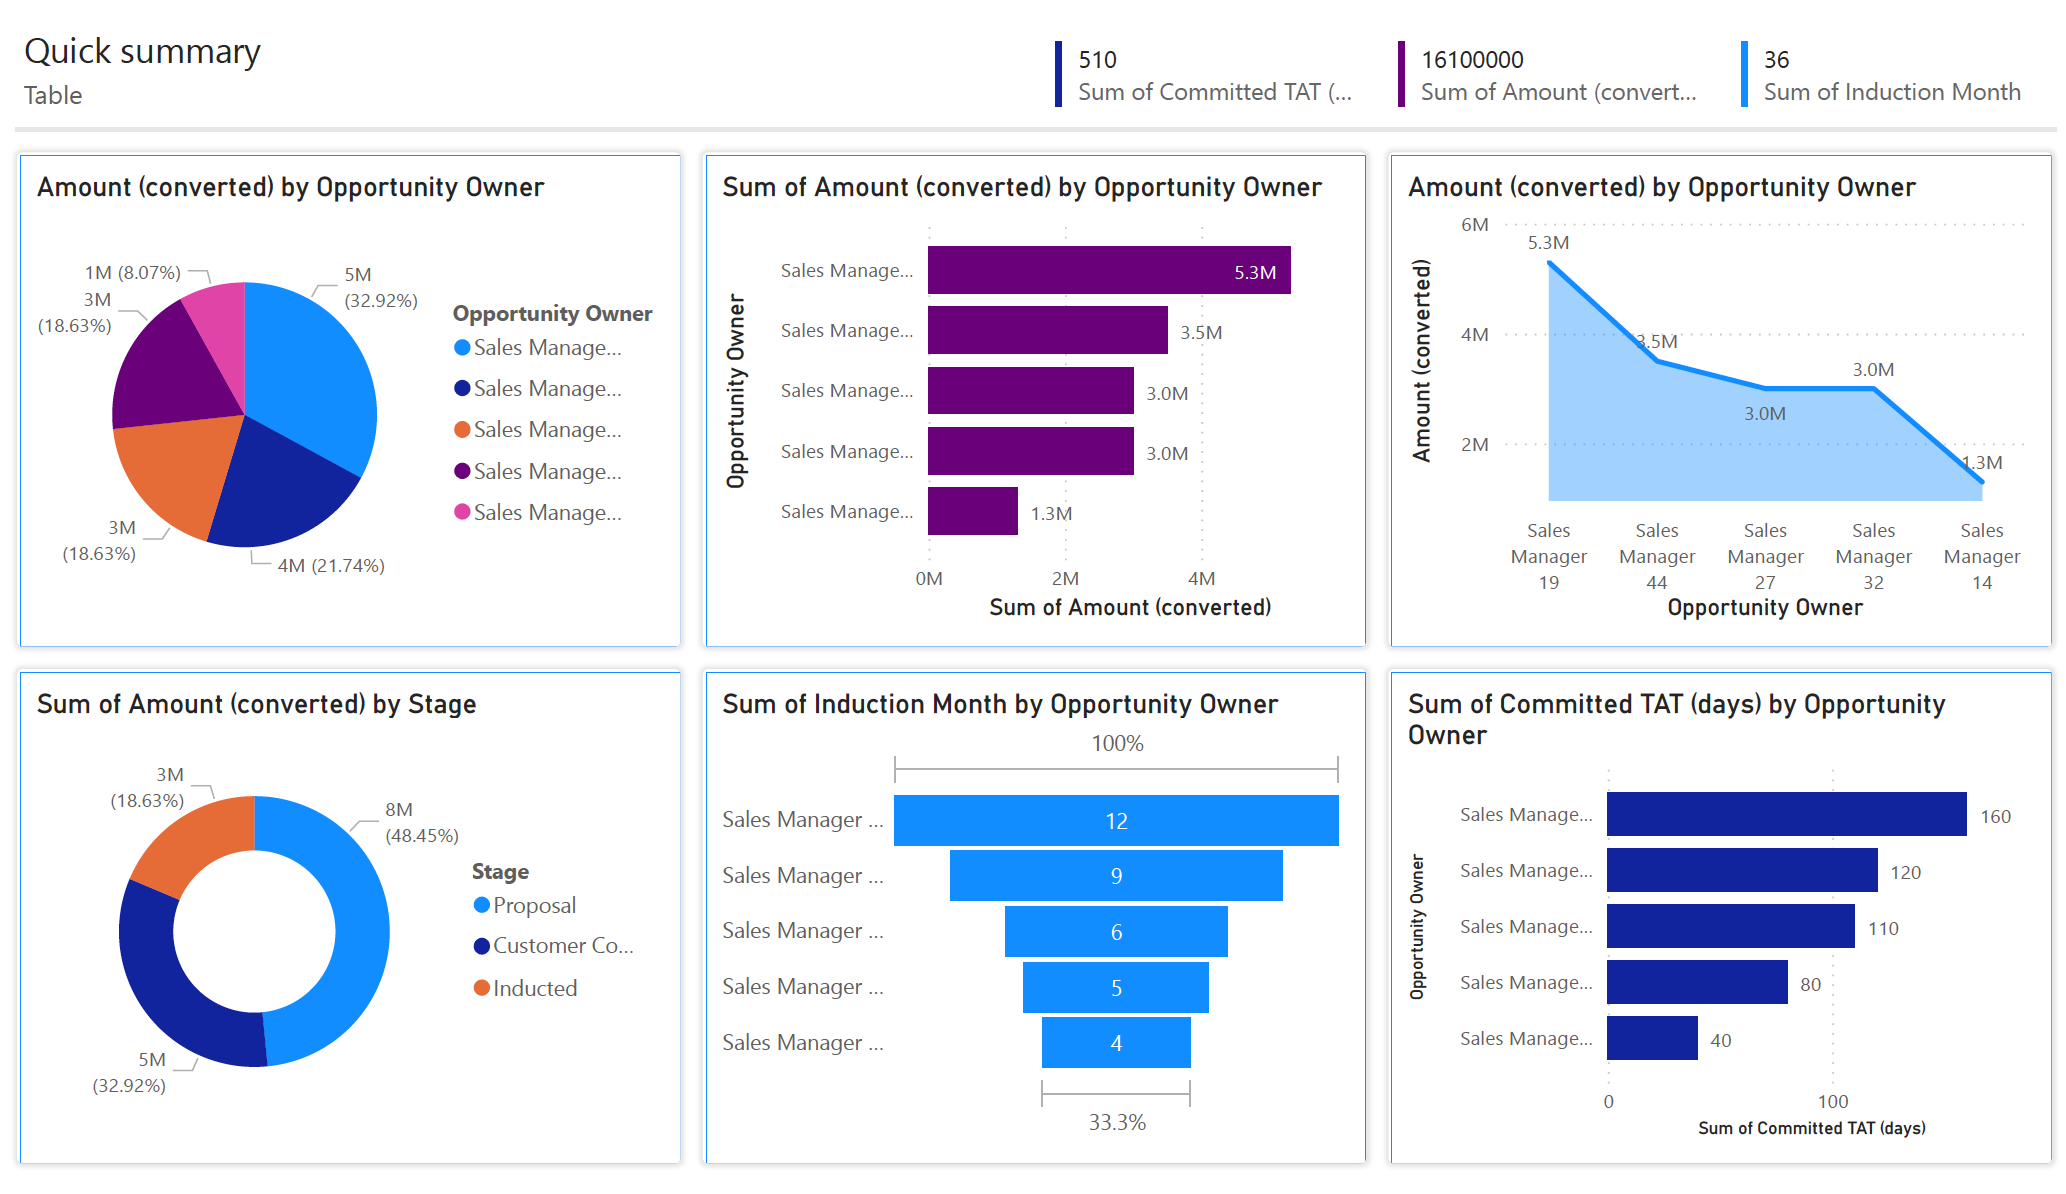 Quick summary
Table
510
Sum of Committed TAT (...
16100000
Sum of Amount (convert...
36
Sum of Induction Month
Amount (converted) by Opportunity Owner
1M (8.07%)
3M
(18.63%)
5M
(32.92%)
3M
(18.63%)
4M (21.74%)
Opportunity Owner
Sales Manage...
Sales Manage...
Sales Manage...
Sales Manage...
Sales Manage...
Sum of Amount (converted) by Opportunity Owner
Opportunity Owner
Sales Manage...
5.3M
Sales Manage...
3.5M
Sales Manage...
3.0M
Sales Manage...
3.0M
Sales Manage...
1.3M
0M
2M
4M
Sum of Amount (converted)
Amount (converted) by Opportunity Owner
Amount (converted)
6M
4M
2M
5.3M
3.5M
3.0M
3.0M
1.3M
Sales
Manager
19
Sales
Manager
44
Sales
Manager
27
Sales
Manager
32
Sales
Manager
14
Opportunity Owner
Sum of Amount (converted) by Stage
3M
(18.63%)
8M
(48.45%)
5M
(32.92%)
Stage
Proposal
Customer Co...
Inducted
Sum of Induction Month by Opportunity Owner
100%
Sales Manager ...
12
Sales Manager ...
9
Sales Manager ...
6
Sales Manager ...
5
Sales Manager ...
4
33.3%
Sum of Committed TAT (days) by Opportunity
Owner
Opportunity Owner
Sales Manage...
160
Sales Manage...
120
Sales Manage...
110
Sales Manage...
80
Sales Manage...
40
0
100
Sum of Committed TAT (days)